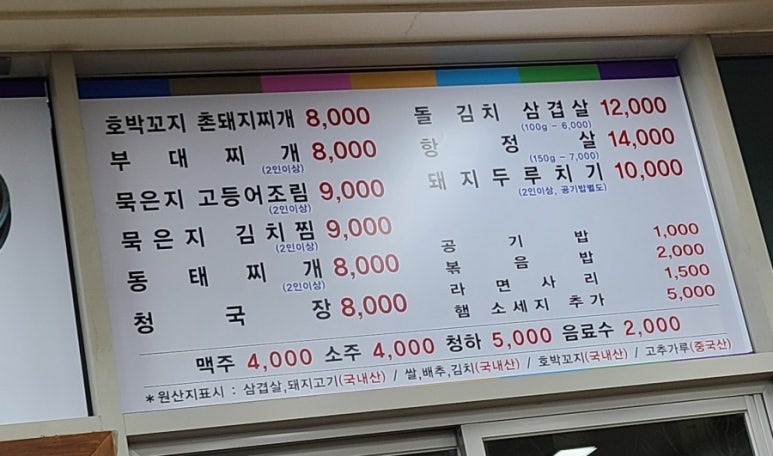 호박꼬지 촌돼지찌개 8,000
부대찌개 8,000
(2인이상)
묵은지 고등어조림 9,000
(2인이상)
묵은지 김치찜 9,000
(2인이상)
동태찌개 8,000
(2인이상)
청국장 8,000
돌 김치 삼겹살 12,000
(100g - 6,000)
항정살 14,000
(150g - 7,000)
돼지두루치기 10,000
(2인이상, 공기밥별도)
공기밥 1,000
볶음밥 2,000
라면사리 1,500
햄 소세지 추가 5,000
맥주 4,000 소주 4,000 청하 5,000 음료수 2,000
*원산지표시 : 삼겹살,돼지고기(국내산) / 쌀,배추,김치(국내산) / 호박꼬지(국내산) / 고추가루(중국산)